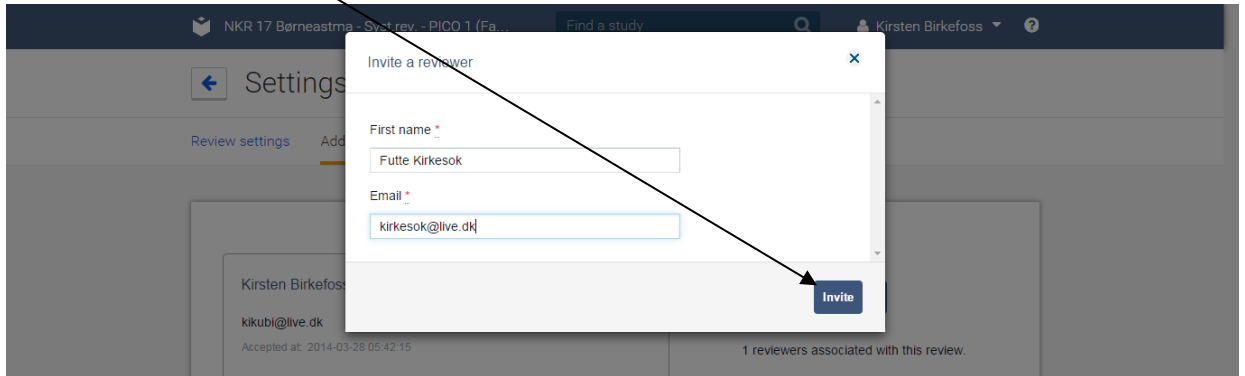 NKR 17 Børneastma - Syst.rev. - PICO 1 (Fa... Find a study Kirsten Birkefoss
Settings
Review settings Add
Invite a reviewer
First name *
Futte Kirkesok
Email *
kirkesok@live.dk
Invite
Kirsten Birkefoss
kikubi@live.dk
Accepted at: 2014-03-28 05:42:15
1 reviewers associated with this review.